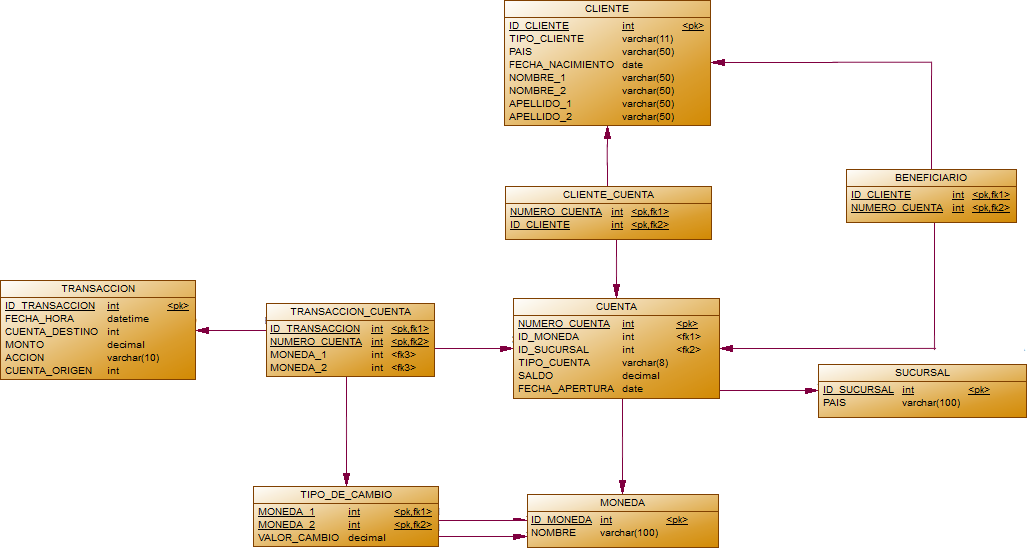 CLIENTE
ID_CLIENTE int <pk>
TIPO_CLIENTE varchar(11)
PAIS varchar(50)
FECHA_NACIMIENTO date
NOMBRE_1 varchar(50)
NOMBRE_2 varchar(50)
APELLIDO_1 varchar(50)
APELLIDO_2 varchar(50)
BENEFICIARIO
ID_CLIENTE int <pk,fk1>
NUMERO_CUENTA int <pk,fk2>
CLIENTE_CUENTA
NUMERO_CUENTA int <pk,fk1>
ID_CLIENTE int <pk,fk2>
TRANSACCION
ID_TRANSACCION int <pk>
FECHA_HORA datetime
CUENTA_DESTINO int
MONTO decimal
ACCION varchar(10)
CUENTA_ORIGEN int
TRANSACCION_CUENTA
ID_TRANSACCION int <pk,fk1>
NUMERO_CUENTA int <pk,fk2>
MONEDA_1 int <fk3>
MONEDA_2 int <fk3>
CUENTA
NUMERO_CUENTA int <pk>
ID_MONEDA int <fk1>
ID_SUCURSAL int <fk2>
TIPO_CUENTA varchar(8)
SALDO decimal
FECHA_APERTURA date
SUCURSAL
ID_SUCURSAL int <pk>
PAIS varchar(100)
TIPO_DE_CAMBIO
MONEDA_1 int <pk,fk1>
MONEDA_2 int <pk,fk2>
VALOR_CAMBIO decimal
MONEDA
ID_MONEDA int <pk>
NOMBRE varchar(100)